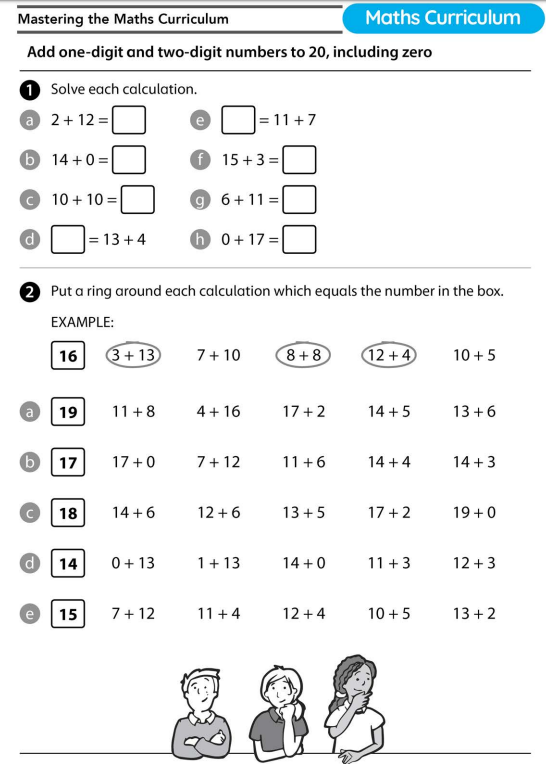 Mastering the Maths Curriculum
Maths Curriculum
Add one-digit and two-digit numbers to 20, including zero
1 Solve each calculation.
a 2 + 12 =
e = 11 + 7
b 14 + 0 =
f 15 + 3 =
c 10 + 10 =
g 6 + 11 =
d = 13 + 4
h 0 + 17 =
2 Put a ring around each calculation which equals the number in the box.
EXAMPLE:
16 3 + 13 7 + 10 8 + 8 12 + 4 10 + 5
a 19 11 + 8 4 + 16 17 + 2 14 + 5 13 + 6
b 17 17 + 0 7 + 12 11 + 6 14 + 4 14 + 3
c 18 14 + 6 12 + 6 13 + 5 17 + 2 19 + 0
d 14 0 + 13 1 + 13 14 + 0 11 + 3 12 + 3
e 15 7 + 12 11 + 4 12 + 4 10 + 5 13 + 2